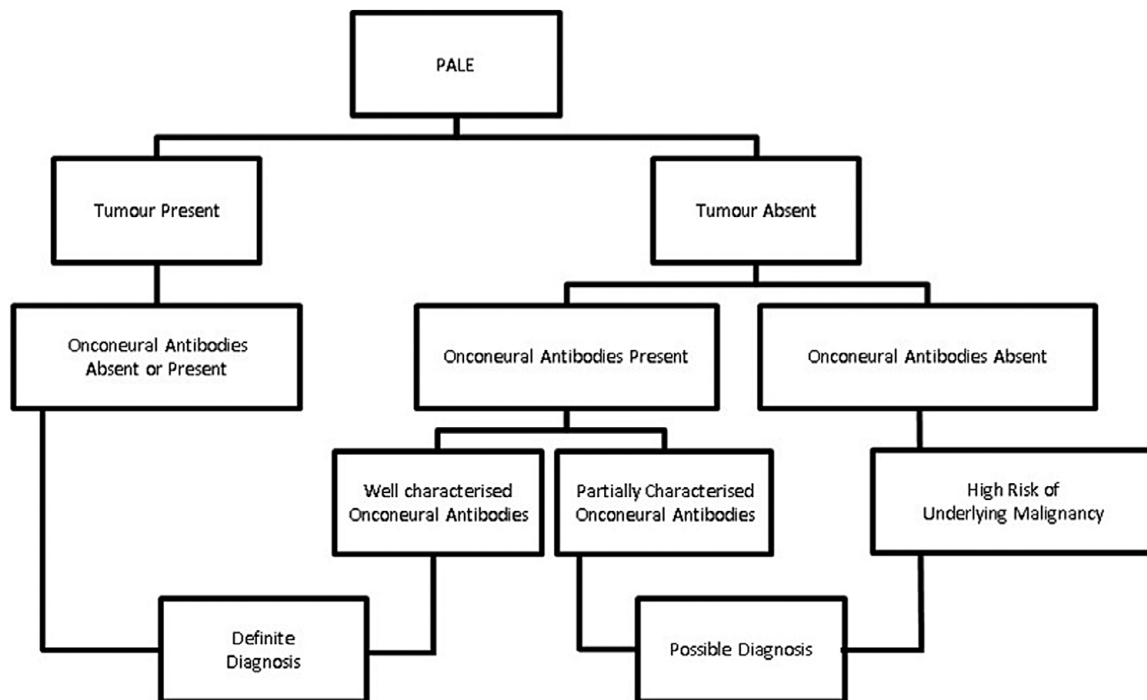 PALE
Tumour Present
Tumour Absent
Onconeural Antibodies
Absent or Present
Onconeural Antibodies Present
Onconeural Antibodies Absent
Well characterised
Onconeural Antibodies
Partially Characterised
Onconeural Antibodies
High Risk of
Underlying Malignancy
Definite
Diagnosis
Possible Diagnosis